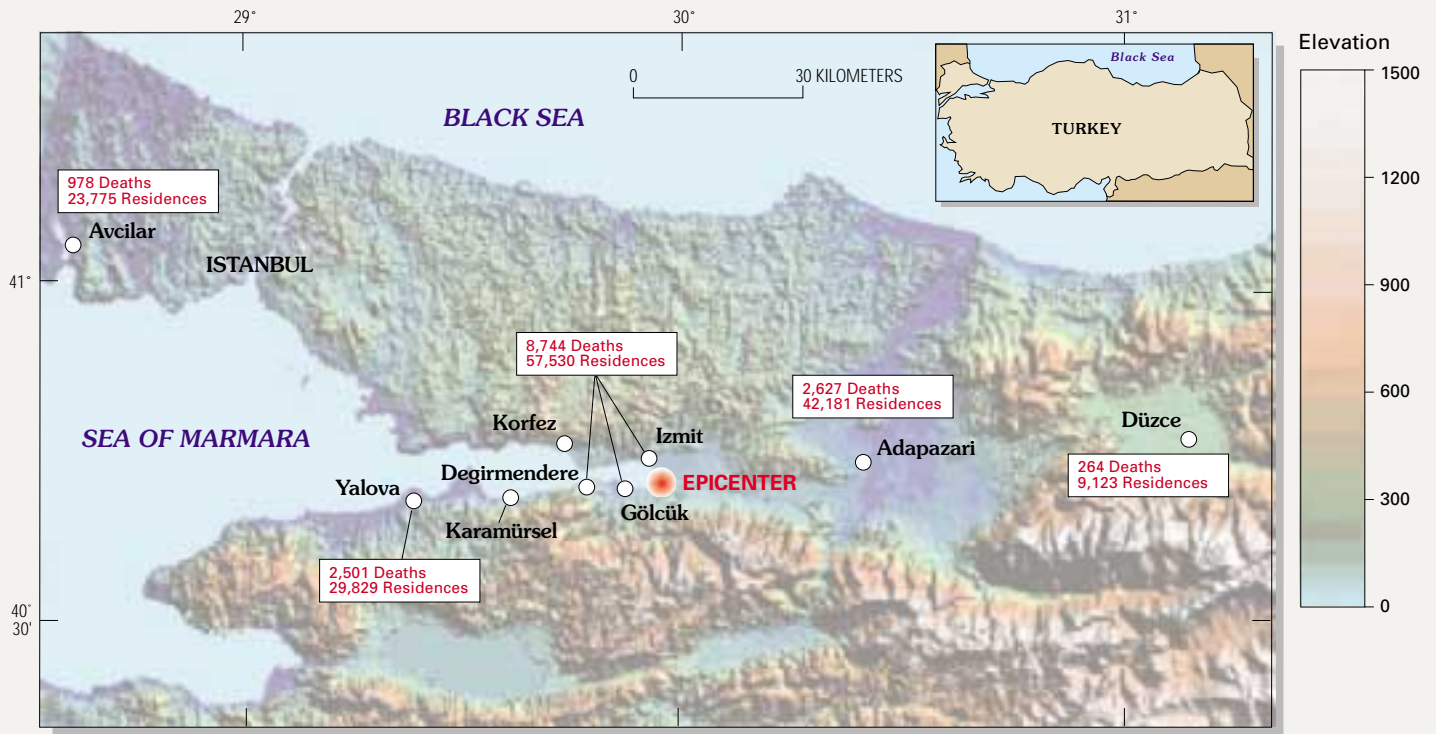 29°
30°
31°
Elevation
1500
1200
900
600
300
0
0
30 KILOMETERS
Black Sea
TURKEY
BLACK SEA
978 Deaths
23,775 Residences
Avcilar
ISTANBUL
41°
8,744 Deaths
57,530 Residences
2,627 Deaths
42,181 Residences
SEA OF MARMARA
Korfez
Izmit
Adapazari
Düzce
Degirmendere
EPICENTER
264 Deaths
9,123 Residences
Yalova
Gölcük
Karamürsel
2,501 Deaths
29,829 Residences
40°
30'